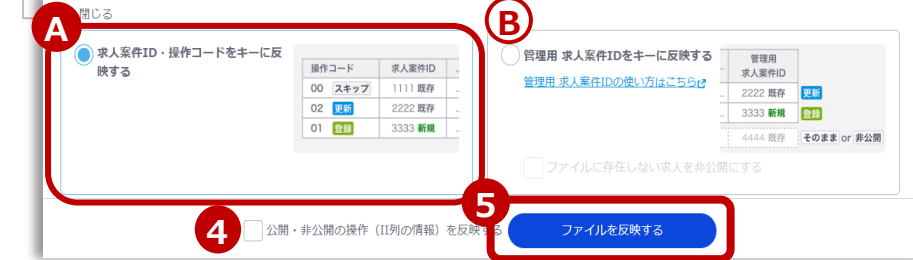 閉じる
A
求人案件ID・操作コードをキーに反
映する
操作コード 求人案件ID ..
00 スキップ 1111 既存 ..
02 更新 2222 既存 ..
01 登録 3333 新規 ..
B
管理用 求人案件IDをキーに反映する
管理用 求人案件IDの使い方はこちら
管理用
求人案件ID
.. 2222 既存 更新
.. 3333 新規 登録
4444 既存 そのまま or 非公開
ファイルに存在しない求人を非公開にする
4
公開・非公開の操作（II列の情報）を反映する
5
ファイルを反映する